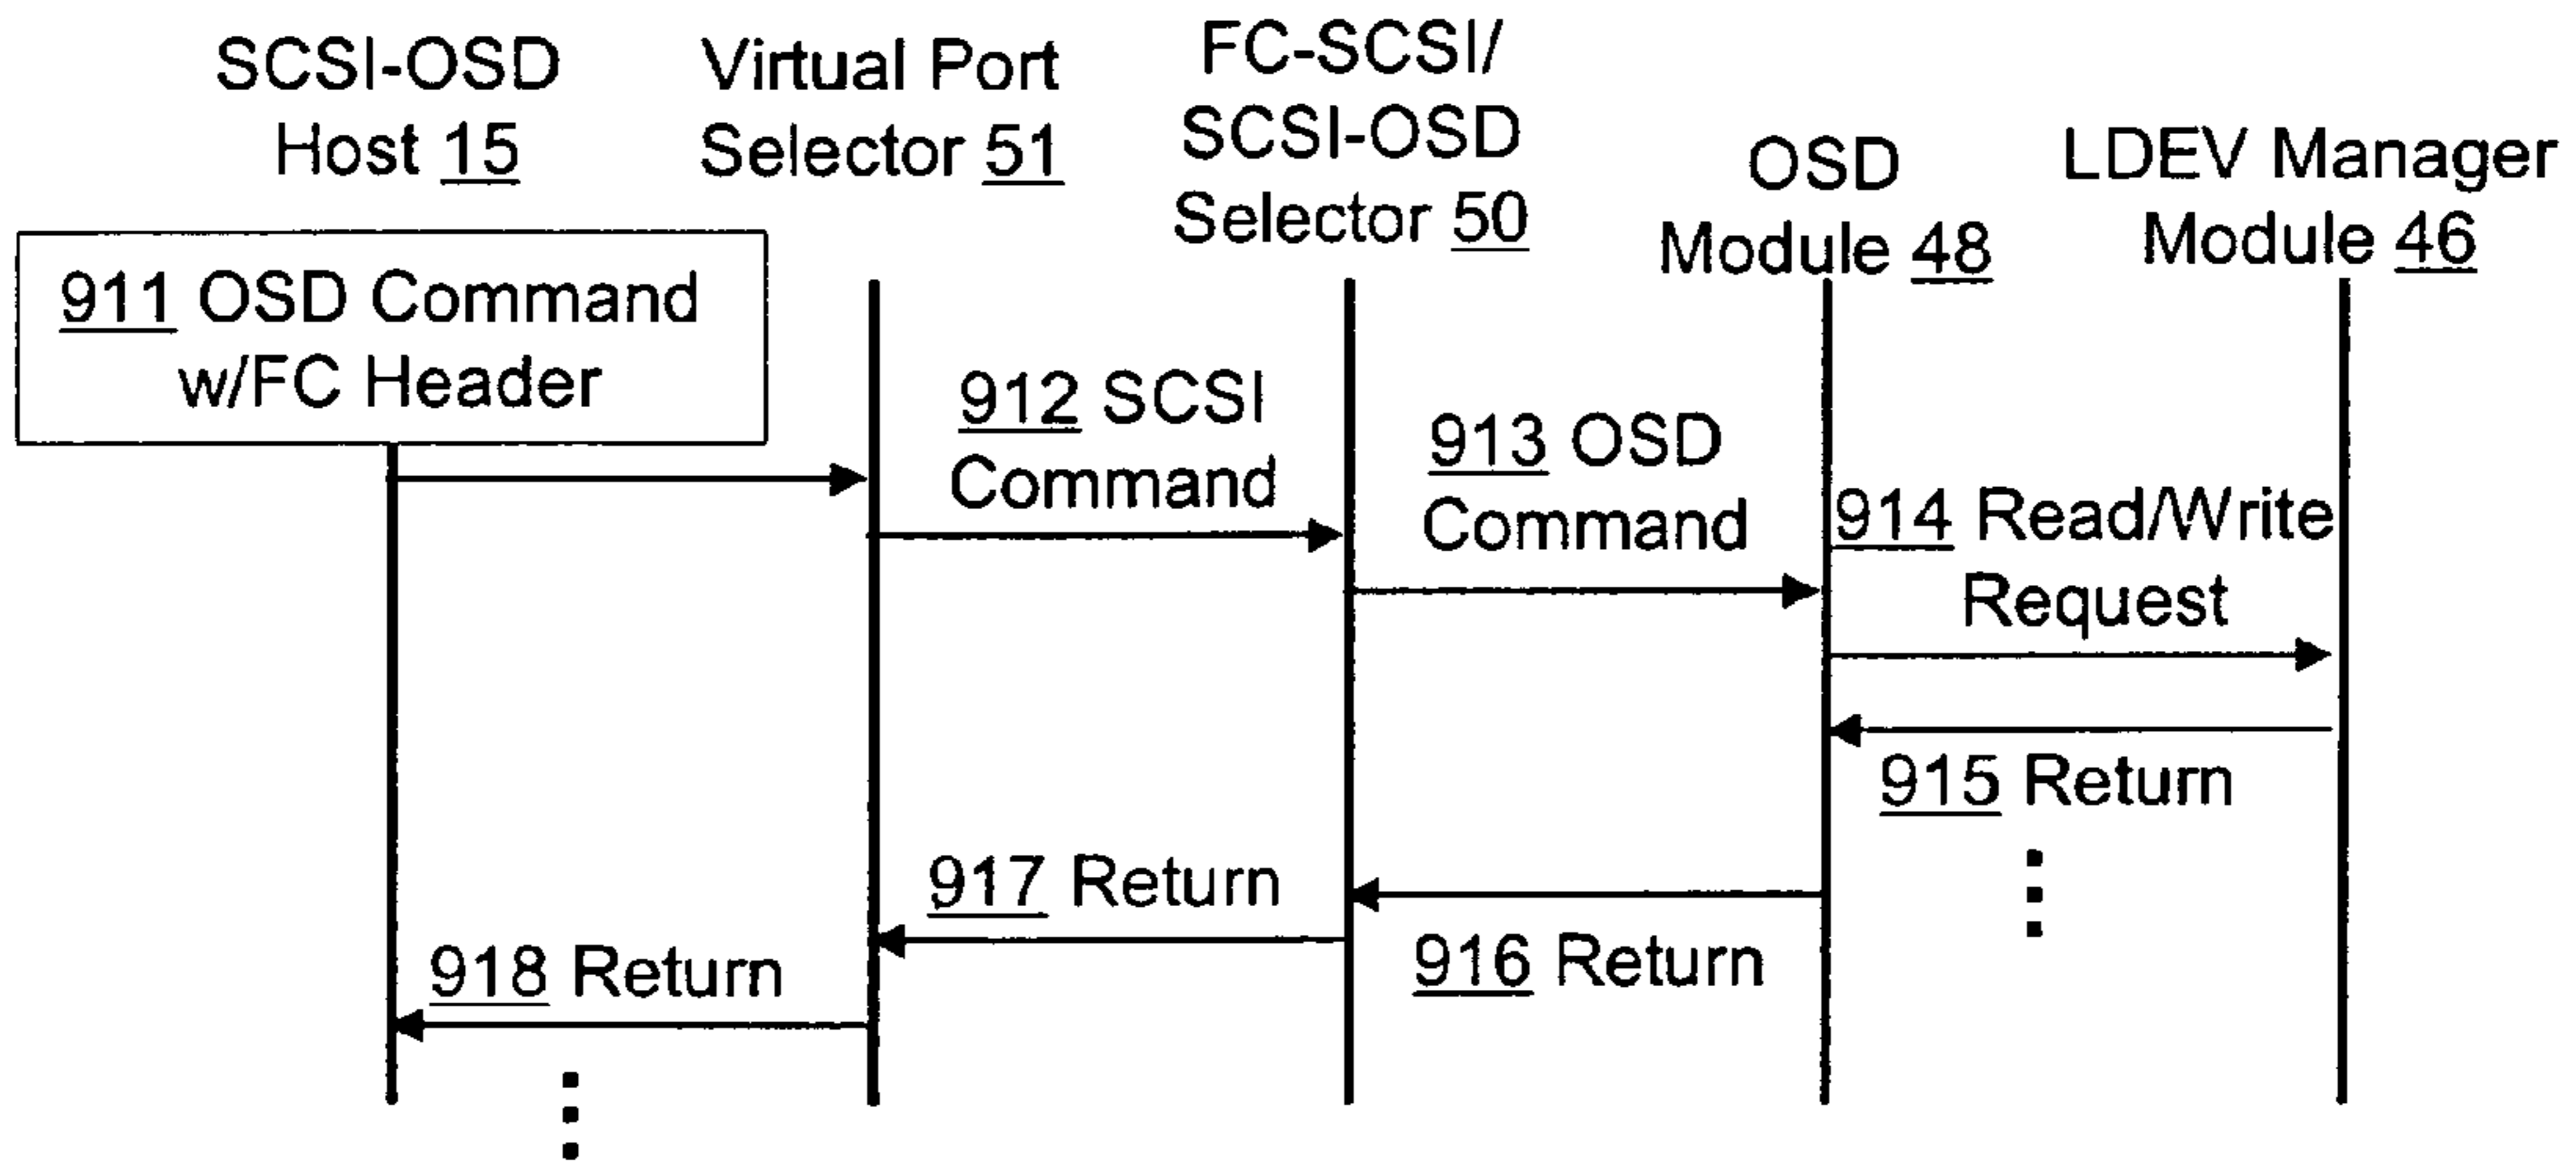 SCSI-OSD
Host 15
Virtual Port
Selector 51
FC-SCSI/
SCSI-OSD
Selector 50
OSD
Module 48
LDEV Manager
Module 46
911 OSD Command
w/FC Header
912 SCSI
Command
913 OSD
Command
914 Read/Write
Request
915 Return
916 Return
917 Return
918 Return